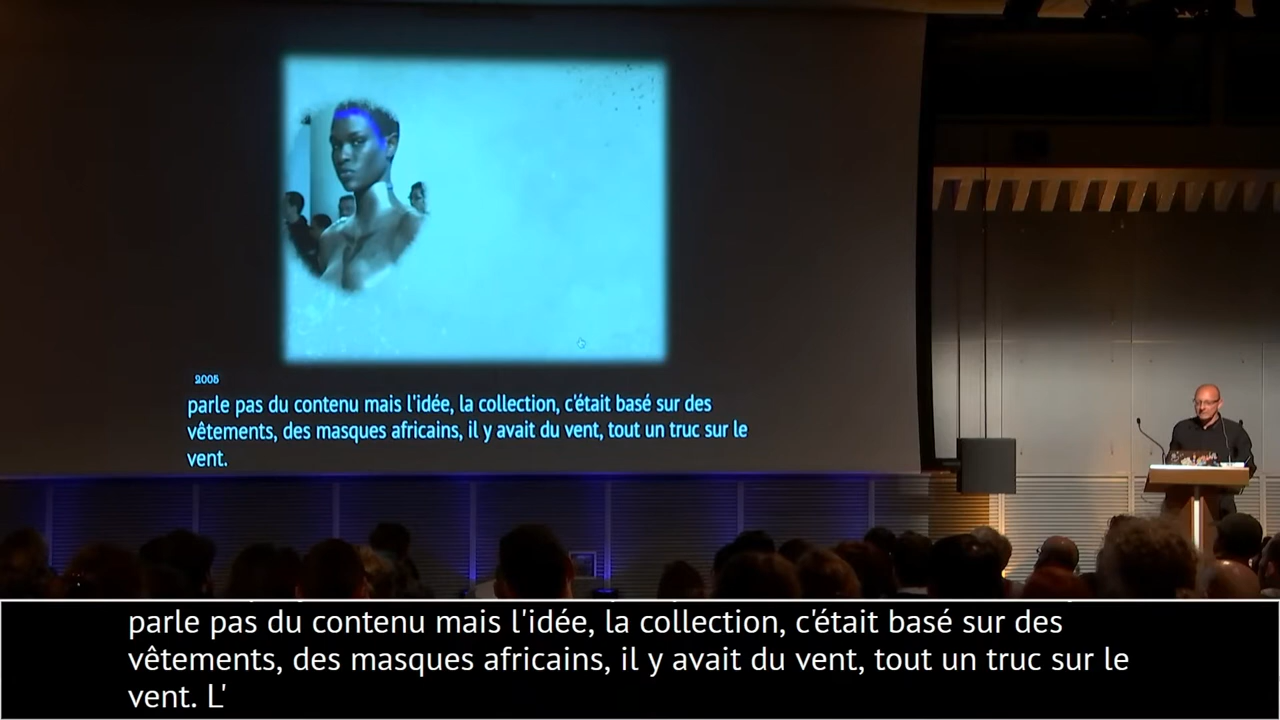 2005
parle pas du contenu mais l'idée, la collection, c'était basé sur des
vêtements, des masques africains, il y avait du vent, tout un truc sur le
vent.
parle pas du contenu mais l'idée, la collection, c'était basé sur des
vêtements, des masques africains, il y avait du vent, tout un truc sur le
vent. L'